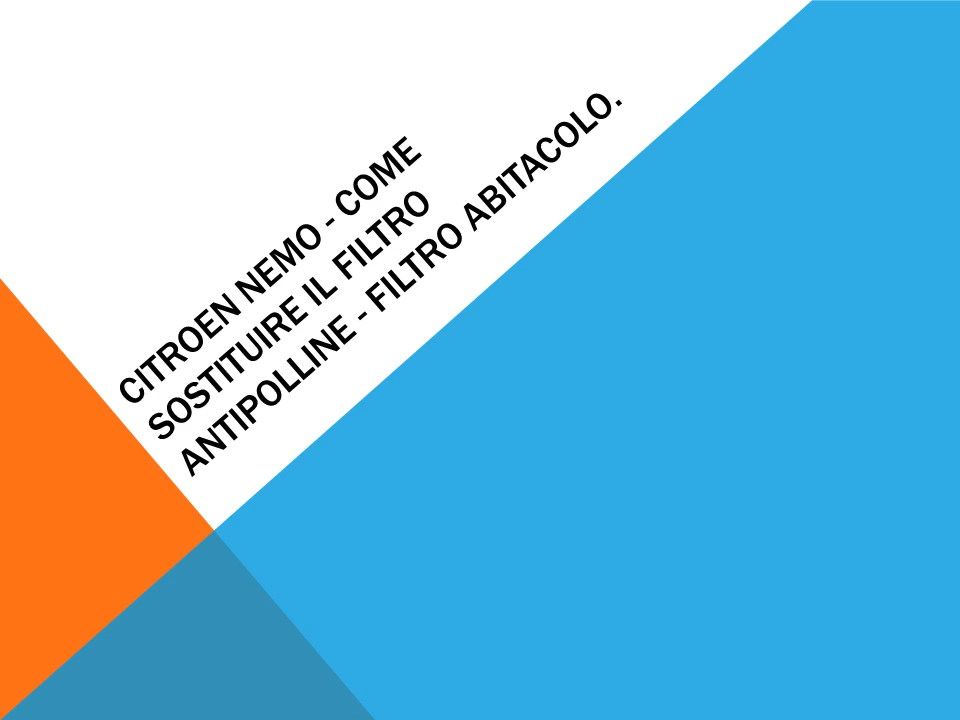 CITROEN NEMO - COME
SOSTITUIRE IL FILTRO
ANTIPOLLINE - FILTRO ABITACOLO.